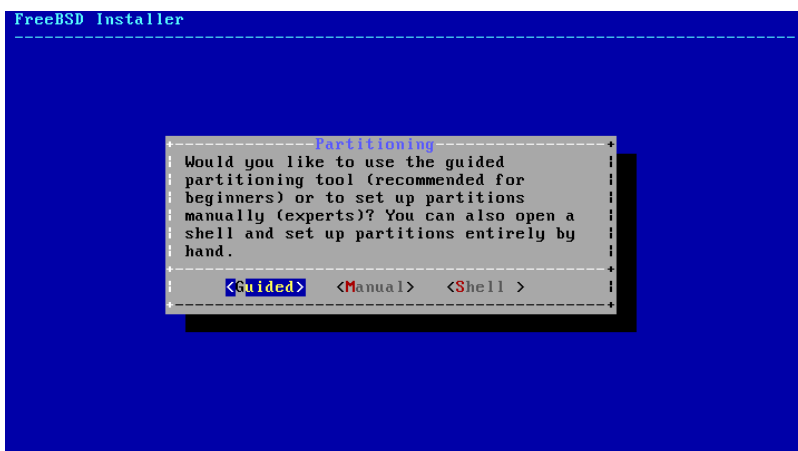 FreeBSD Installer
Partitioning
Would you like to use the guided
partitioning tool (recommended for
beginners) or to set up partitions
manually (experts)? You can also open a
shell and set up partitions entirely by
hand.
<Guided> <Manual> <Shell >